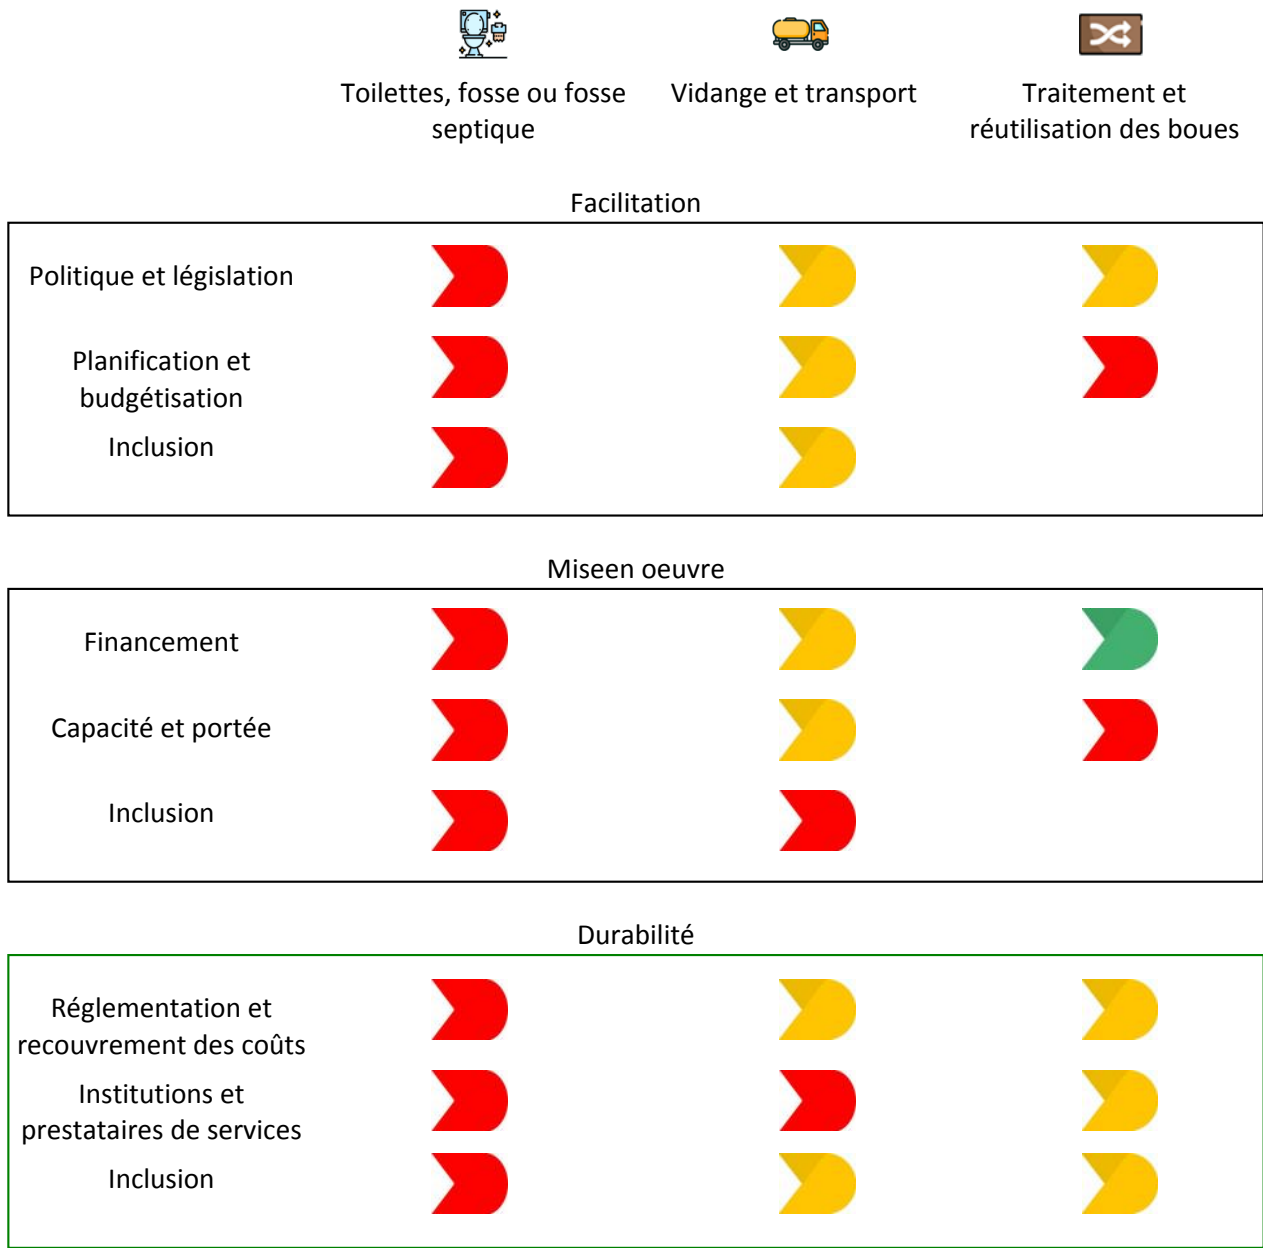 Toilettes, fosse ou fosse
septique
Vidange et transport
Traitement et
réutilisation des boues
Facilitation
Politique et législation
Planification et
budgétisation
Inclusion
Miseen oeuvre
Financement
Capacité et portée
Inclusion
Durabilité
Réglementation et
recouvrement des coûts
Institutions et
prestataires de services
Inclusion